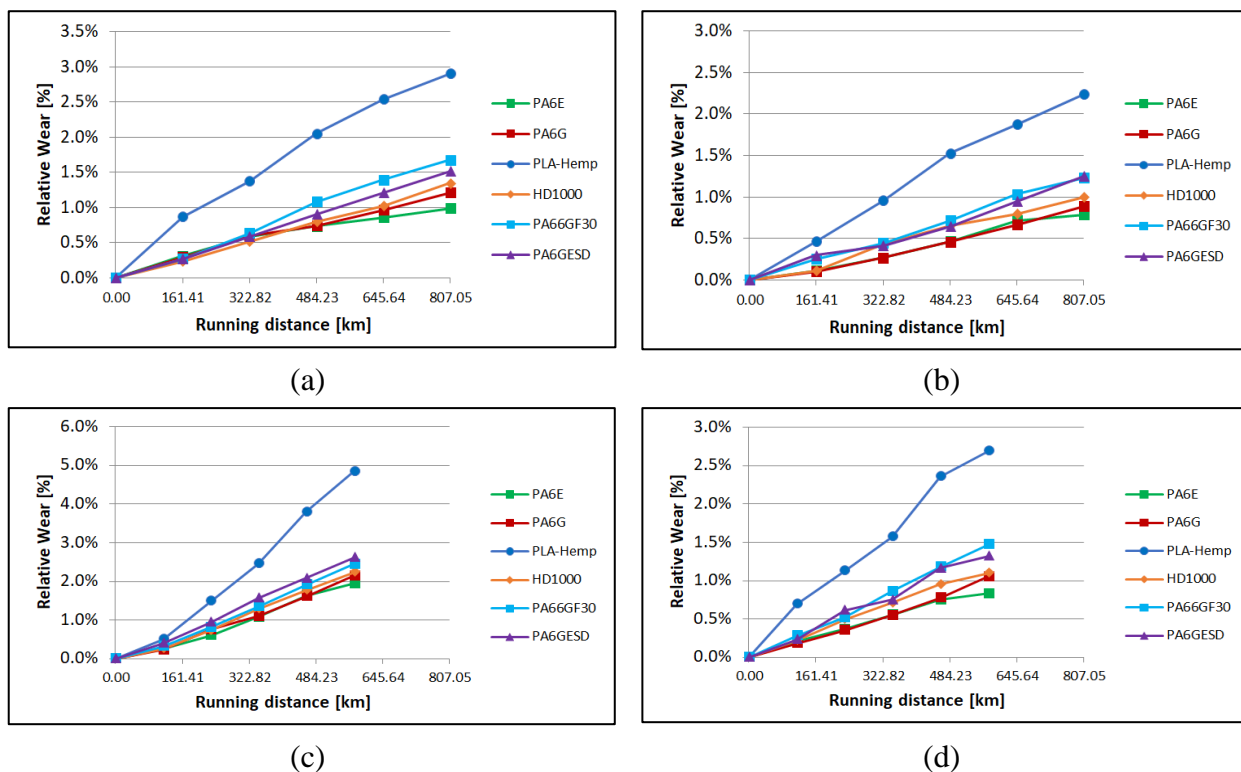 3.5%
3.0%
2.5%
2.0%
1.5%
1.0%
0.5%
0.0%
Relative Wear [%]
0.00 161.41 322.82 484.23 645.64 807.05
Running distance [km]
PA6E
PA6G
PLA-Hemp
HD1000
PA66GF30
PA6GESD
(a)
3.0%
2.5%
2.0%
1.5%
1.0%
0.5%
0.0%
Relative Wear [%]
0.00 161.41 322.82 484.23 645.64 807.05
Running distance [km]
PA6E
PA6G
PLA-Hemp
HD1000
PA66GF30
PA6GESD
(b)
6.0%
5.0%
4.0%
3.0%
2.0%
1.0%
0.0%
Relative Wear [%]
0.00 161.41 322.82 484.23 645.64 807.05
Running distance [km]
PA6E
PA6G
PLA-Hemp
HD1000
PA66GF30
PA6GESD
(c)
3.0%
2.5%
2.0%
1.5%
1.0%
0.5%
0.0%
Relative Wear [%]
0.00 161.41 322.82 484.23 645.64 807.05
Running distance [km]
PA6E
PA6G
PLA-Hemp
HD1000
PA66GF30
PA6GESD
(d)